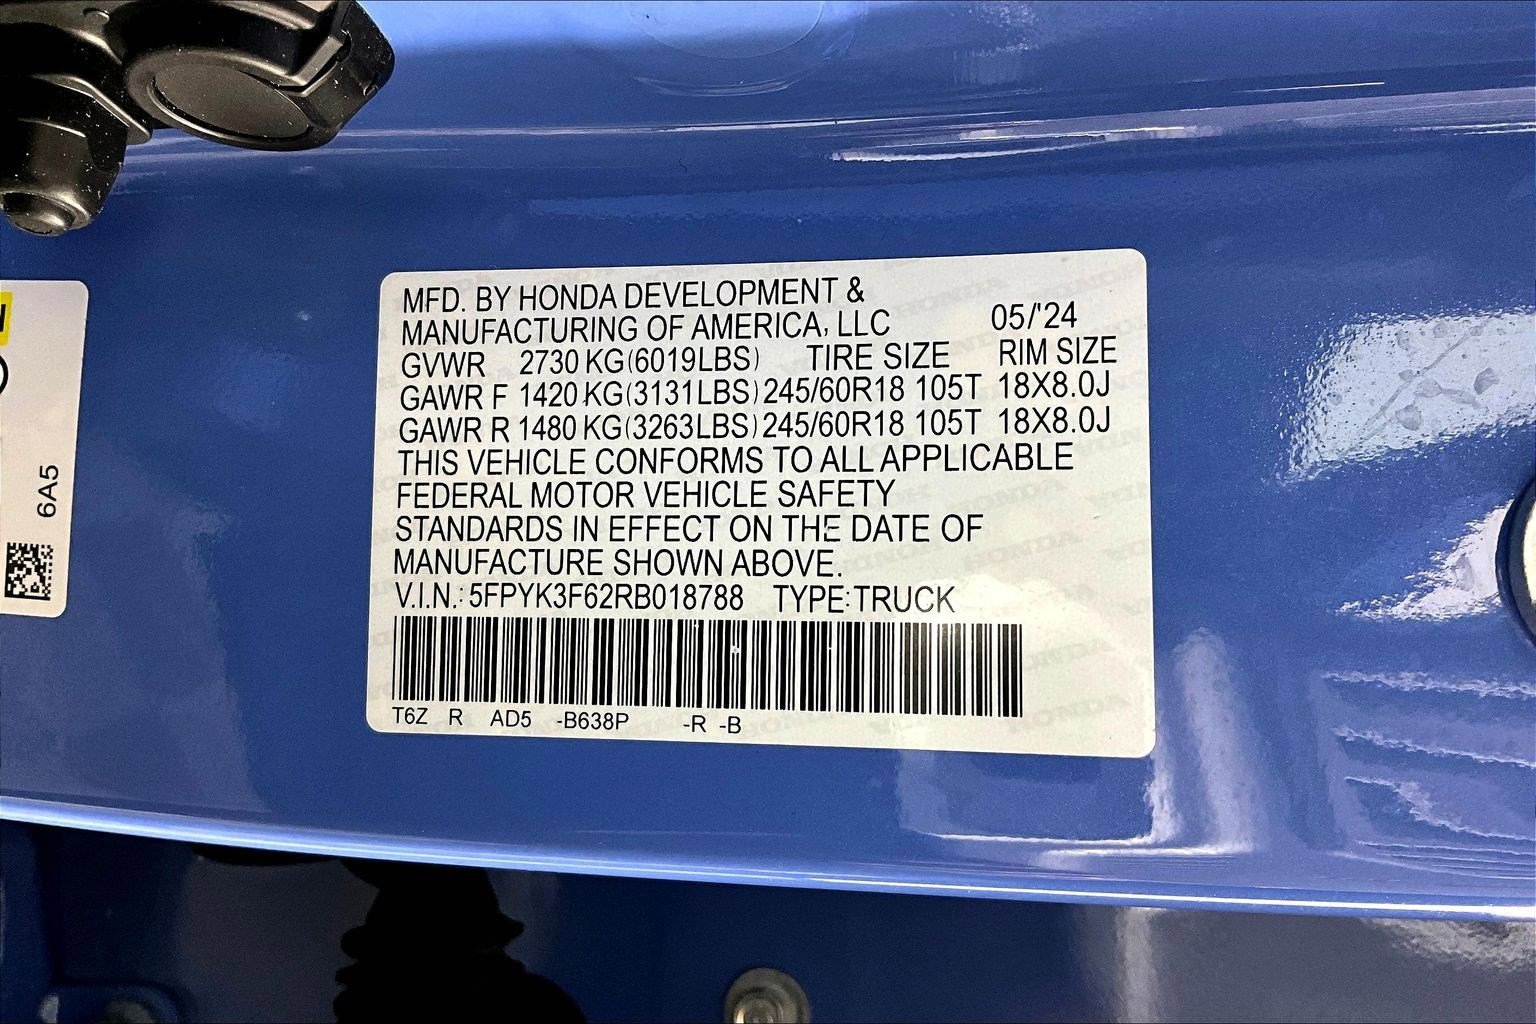 MFD. BY HONDA DEVELOPMENT &
MANUFACTURING OF AMERICA, LLC 05/'24
GVWR 2730 KG(6019LBS) TIRE SIZE RIM SIZE
GAWR F 1420 KG(3131LBS) 245/60R18 105T 18X8.0J
GAWR R 1480 KG(3263LBS) 245/60R18 105T 18X8.0J
THIS VEHICLE CONFORMS TO ALL APPLICABLE
FEDERAL MOTOR VEHICLE SAFETY
STANDARDS IN EFFECT ON THE DATE OF
MANUFACTURE SHOWN ABOVE.
V.I.N.: 5FPYK3F62RB018788 TYPE:TRUCK
T6Z R AD5 -B638P -R -B
6A5